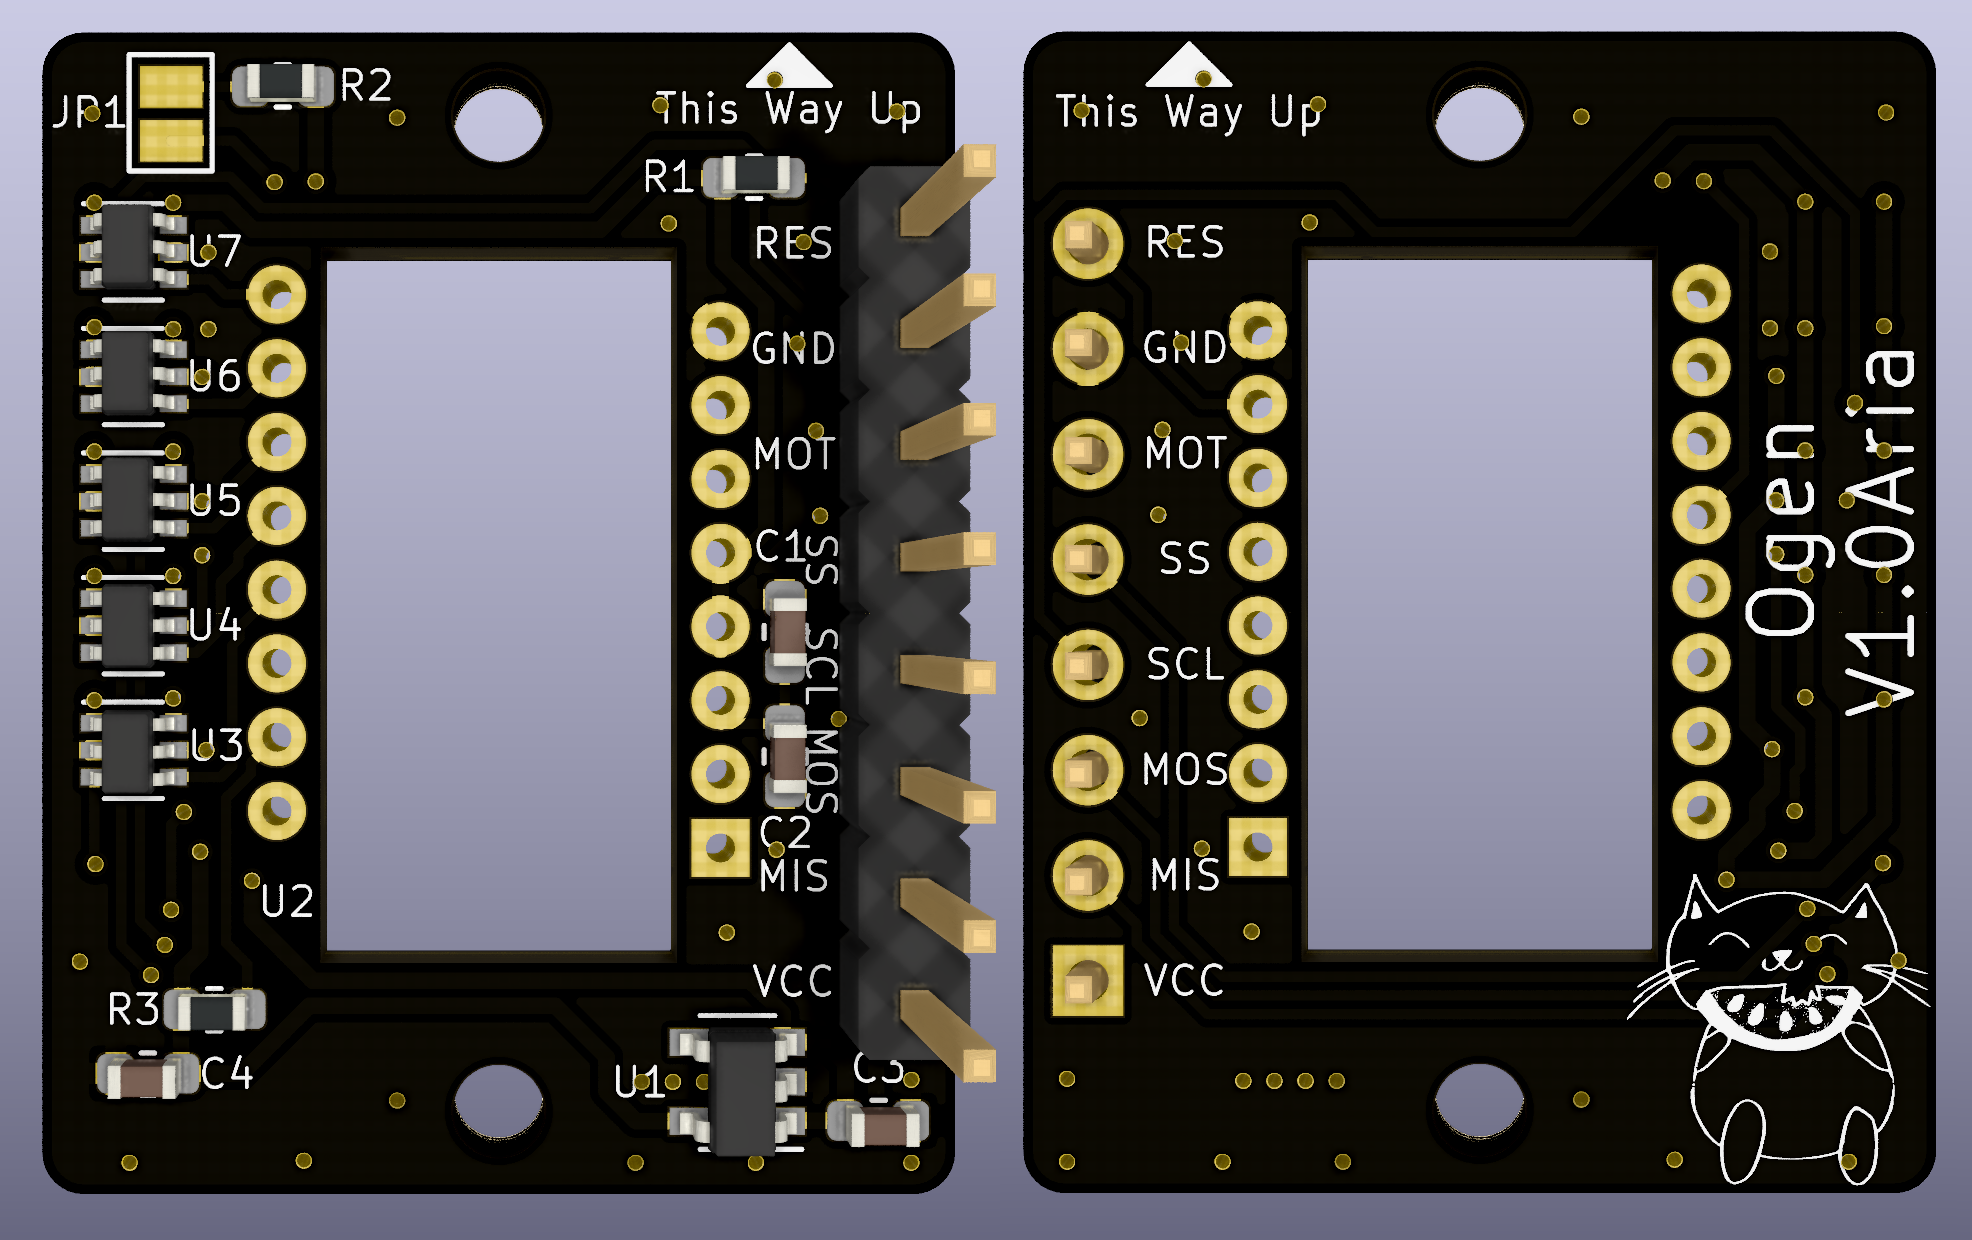 JP1
R2
This Way Up
R1
RES
U7
GND
U6
MOT
U5
C1
SS
U4
SCL
U3
MOS
C2
MIS
U2
VCC
R3
C4
U1
C3
This Way Up
RES
GND
MOT
SS
SCL
MOS
MIS
VCC
Ogen
V1.0Aria